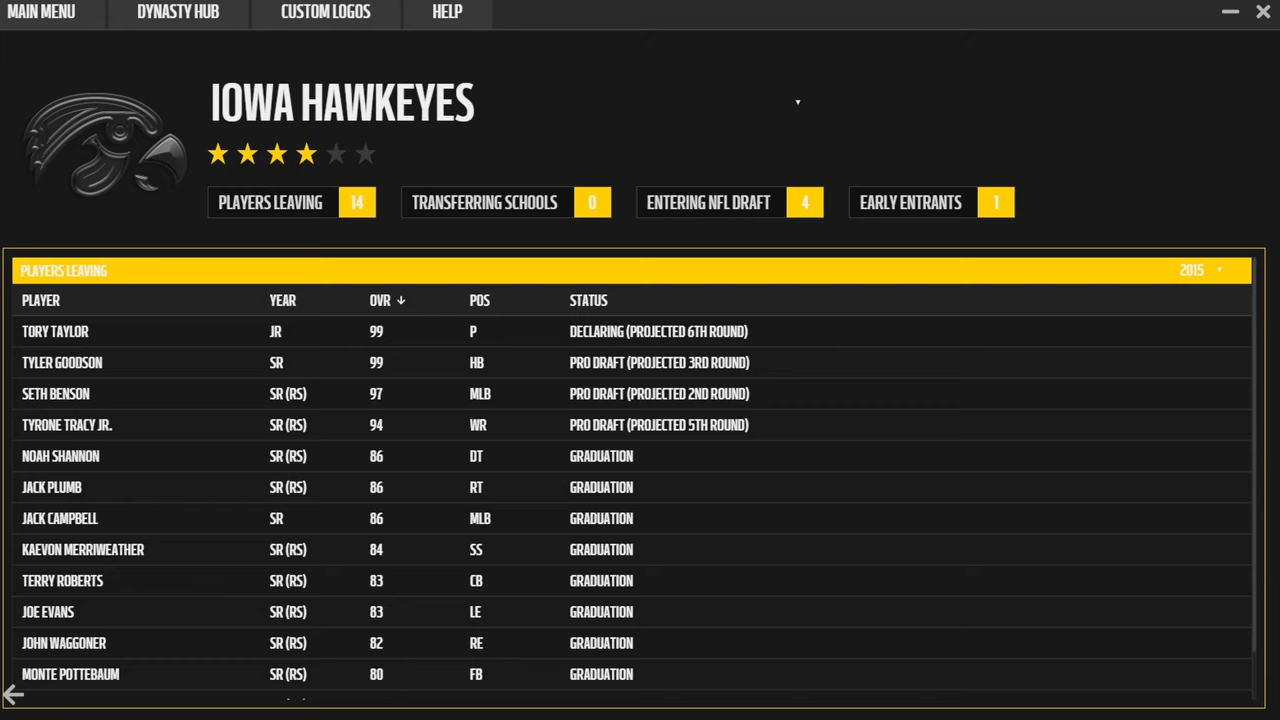 MAIN MENU DYNASTY HUB CUSTOM LOGOS HELP
IOWA HAWKEYES
PLAYERS LEAVING 14 TRANSFERRING SCHOOLS 0 ENTERING NFL DRAFT 4 EARLY ENTRANTS 1
PLAYERS LEAVING 2015
PLAYER YEAR OVR POS STATUS
TORY TAYLOR JR 99 P DECLARING (PROJECTED 6TH ROUND)
TYLER GOODSON SR 99 HB PRO DRAFT (PROJECTED 3RD ROUND)
SETH BENSON SR (RS) 97 MLB PRO DRAFT (PROJECTED 2ND ROUND)
TYRONE TRACY JR. SR (RS) 94 WR PRO DRAFT (PROJECTED 5TH ROUND)
NOAH SHANNON SR (RS) 86 DT GRADUATION
JACK PLUMB SR (RS) 86 RT GRADUATION
JACK CAMPBELL SR 86 MLB GRADUATION
KAEVON MERRIWEATHER SR (RS) 84 SS GRADUATION
TERRY ROBERTS SR (RS) 83 CB GRADUATION
JOE EVANS SR (RS) 83 LE GRADUATION
JOHN WAGGONER SR (RS) 82 RE GRADUATION
MONTE POTTEBAUM SR (RS) 80 FB GRADUATION